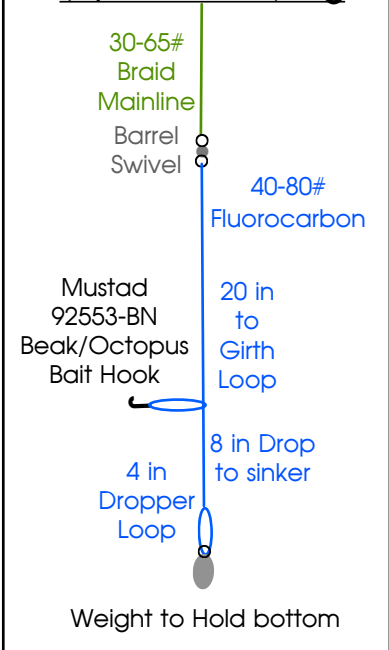 30-65#
Braid
Mainline
Barrel
Swivel
40-80#
Fluorocarbon
Mustad
92553-BN
Beak/Octopus
Bait Hook
20 in
to
Girth
Loop
8 in Drop
to sinker
4 in
Dropper
Loop
Weight to Hold bottom